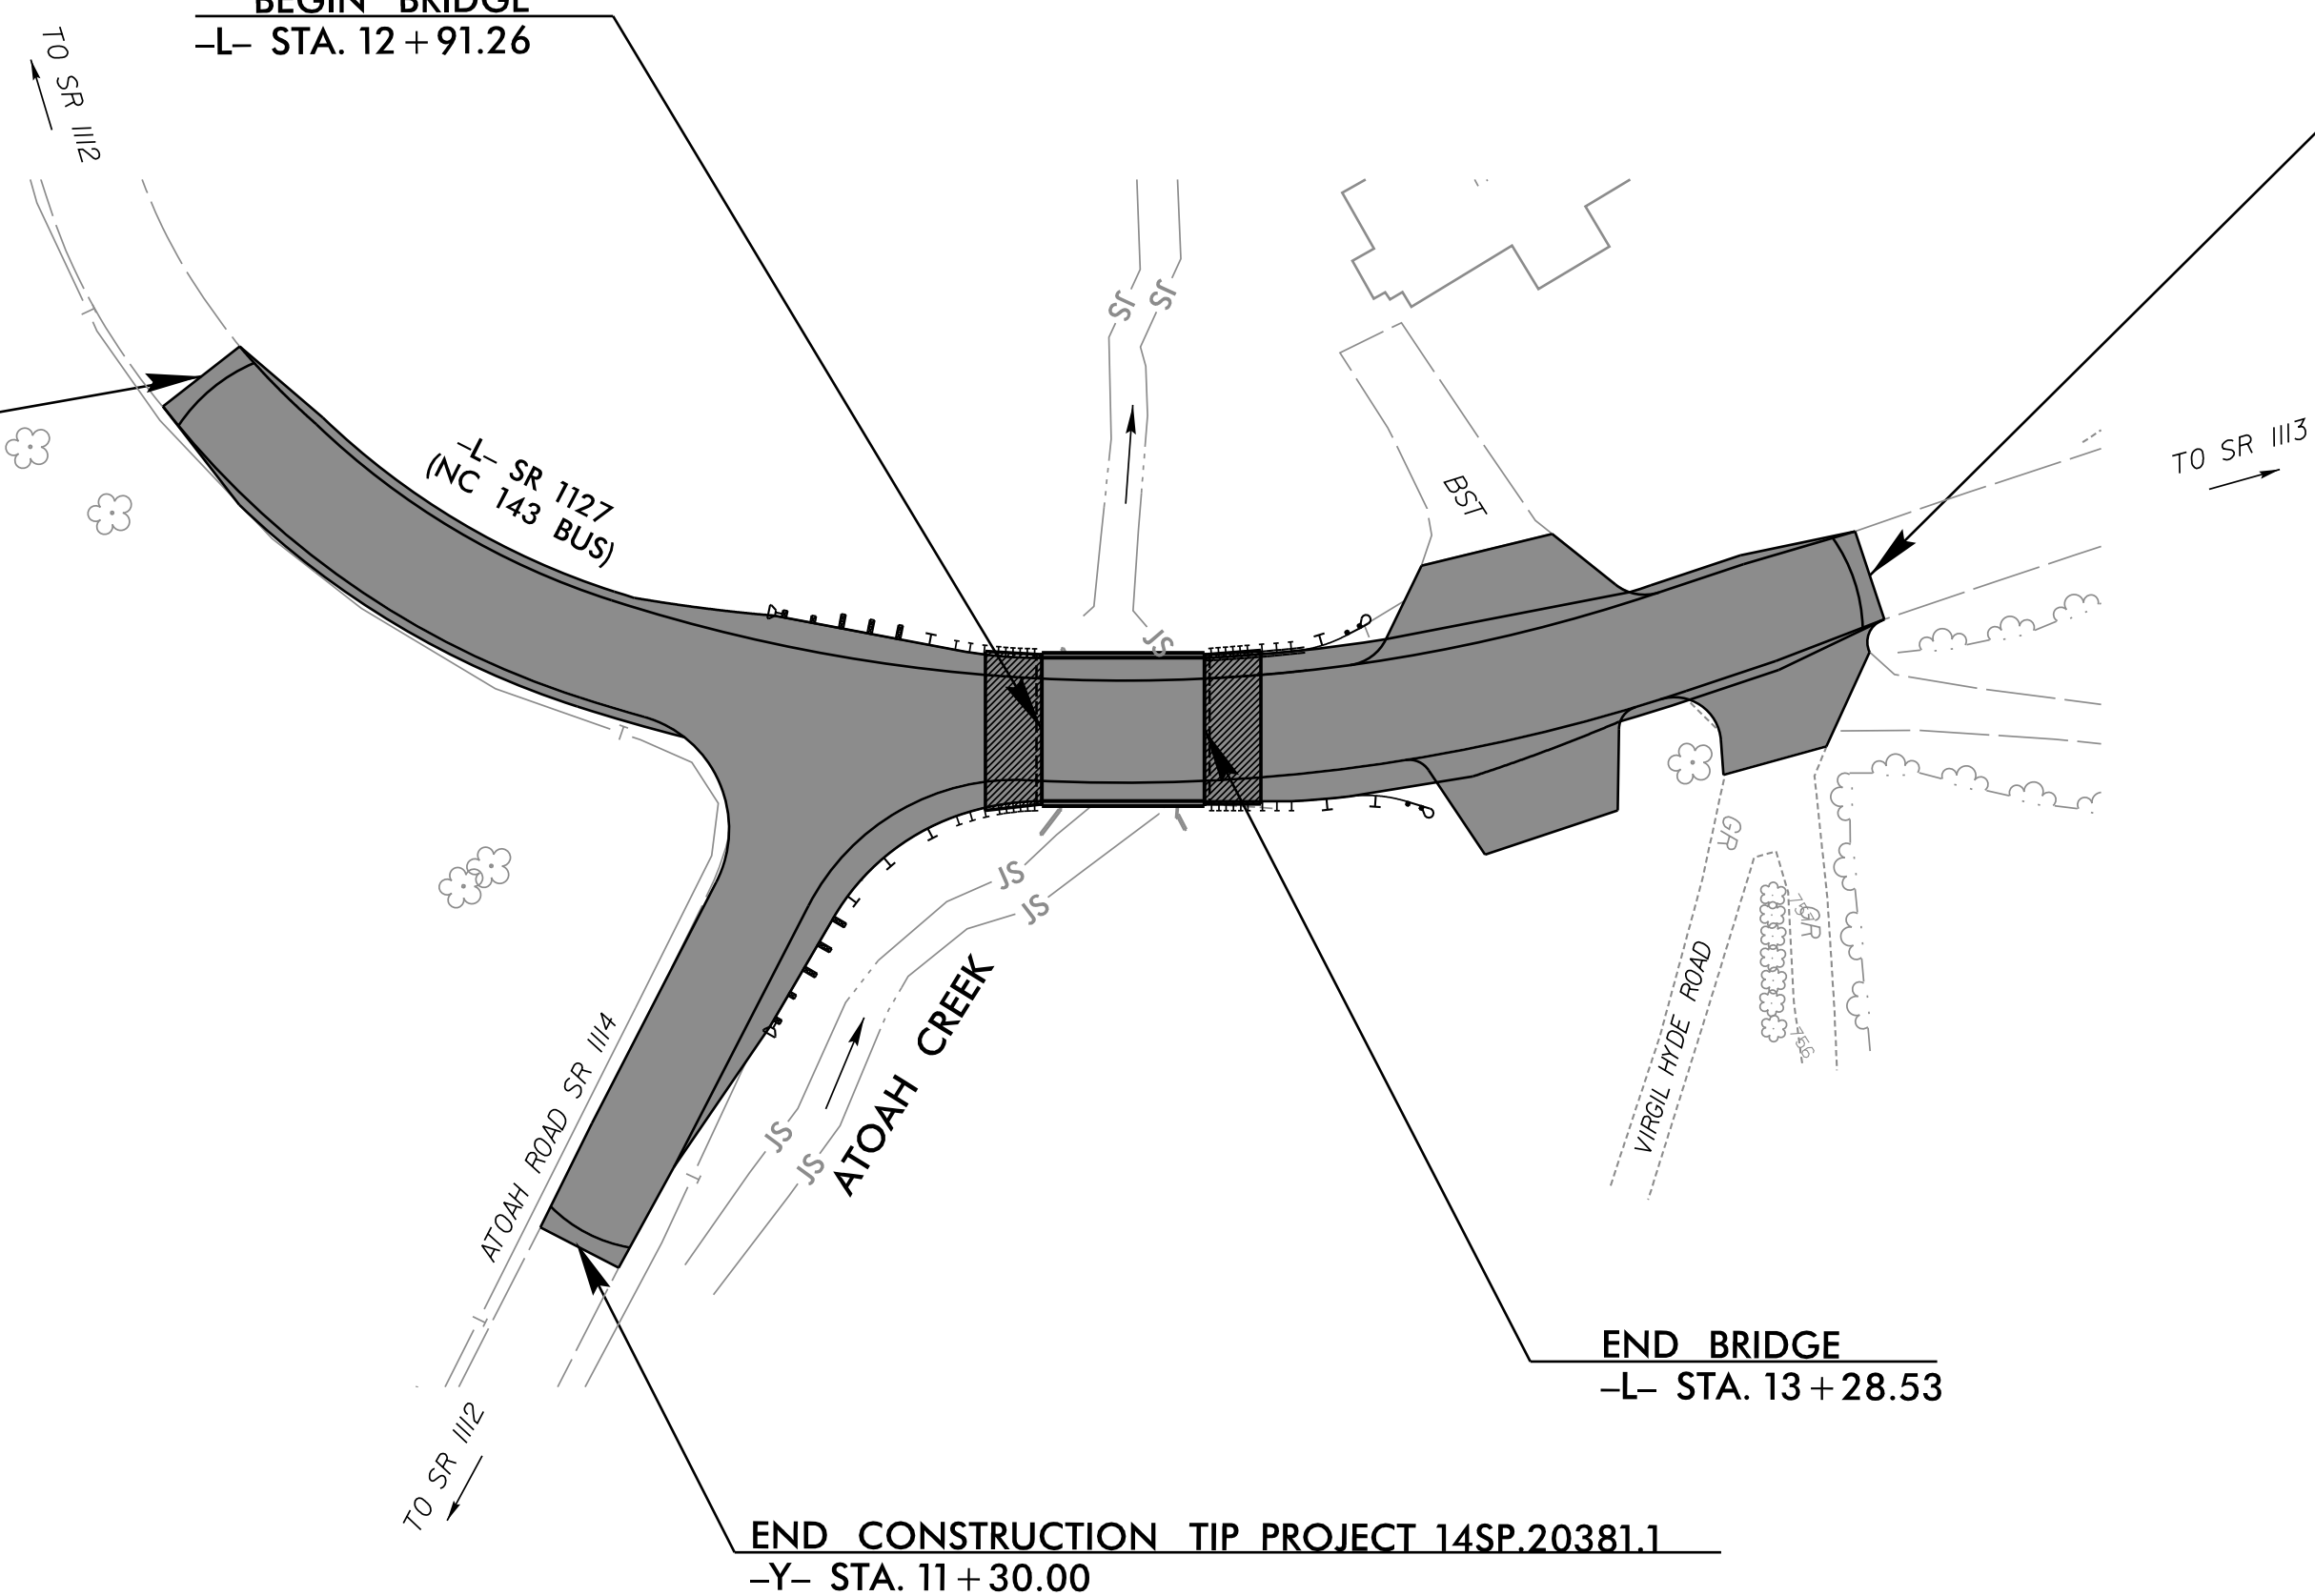 BEGIN BRIDGE
–L– STA. 12+91.26
TO SR 1112
TO SR 1113
–L– SR 1127
(NC 143 BUS)
JS
JS
BST
JS
JS
JS
GR
GR
ATOAH CREEK
VIRGIL HYDE ROAD
ATOAH ROAD SR 1114
JS
JS
END BRIDGE
–L– STA. 13+28.53
TO SR 1112
END CONSTRUCTION TIP PROJECT 14SP.20381.1
–Y– STA. 11+30.00